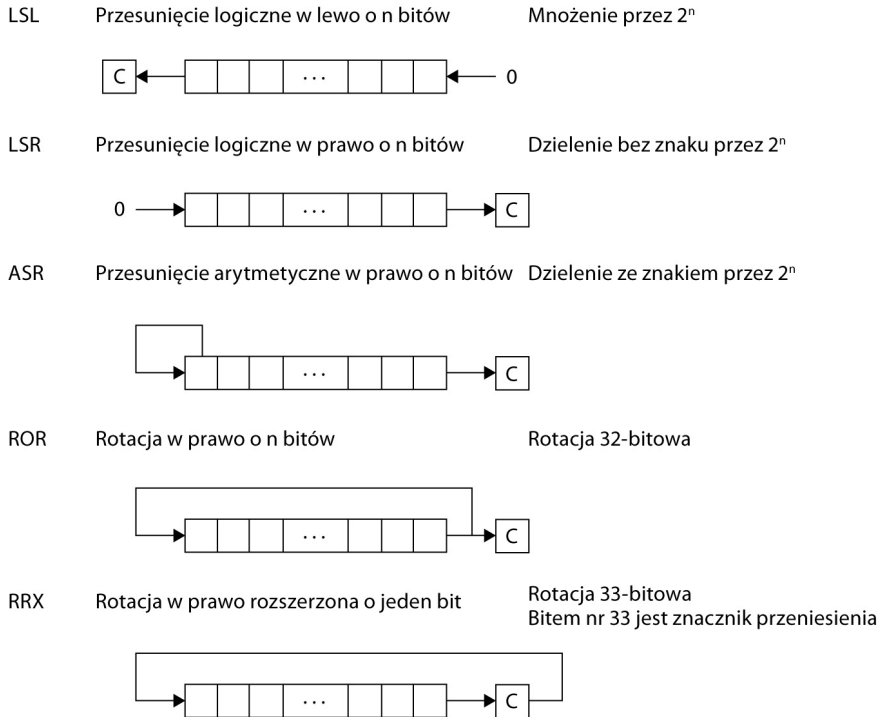 LSL Przesunięcie logiczne w lewo o n bitów Mnożenie przez 2ⁿ
C ... 0
LSR Przesunięcie logiczne w prawo o n bitów Dzielenie bez znaku przez 2ⁿ
0 ... C
ASR Przesunięcie arytmetyczne w prawo o n bitów Dzielenie ze znakiem przez 2ⁿ
... C
ROR Rotacja w prawo o n bitów Rotacja 32-bitowa
... C
RRX Rotacja w prawo rozszerzona o jeden bit Rotacja 33-bitowa
Bitem nr 33 jest znacznik przeniesienia
... C